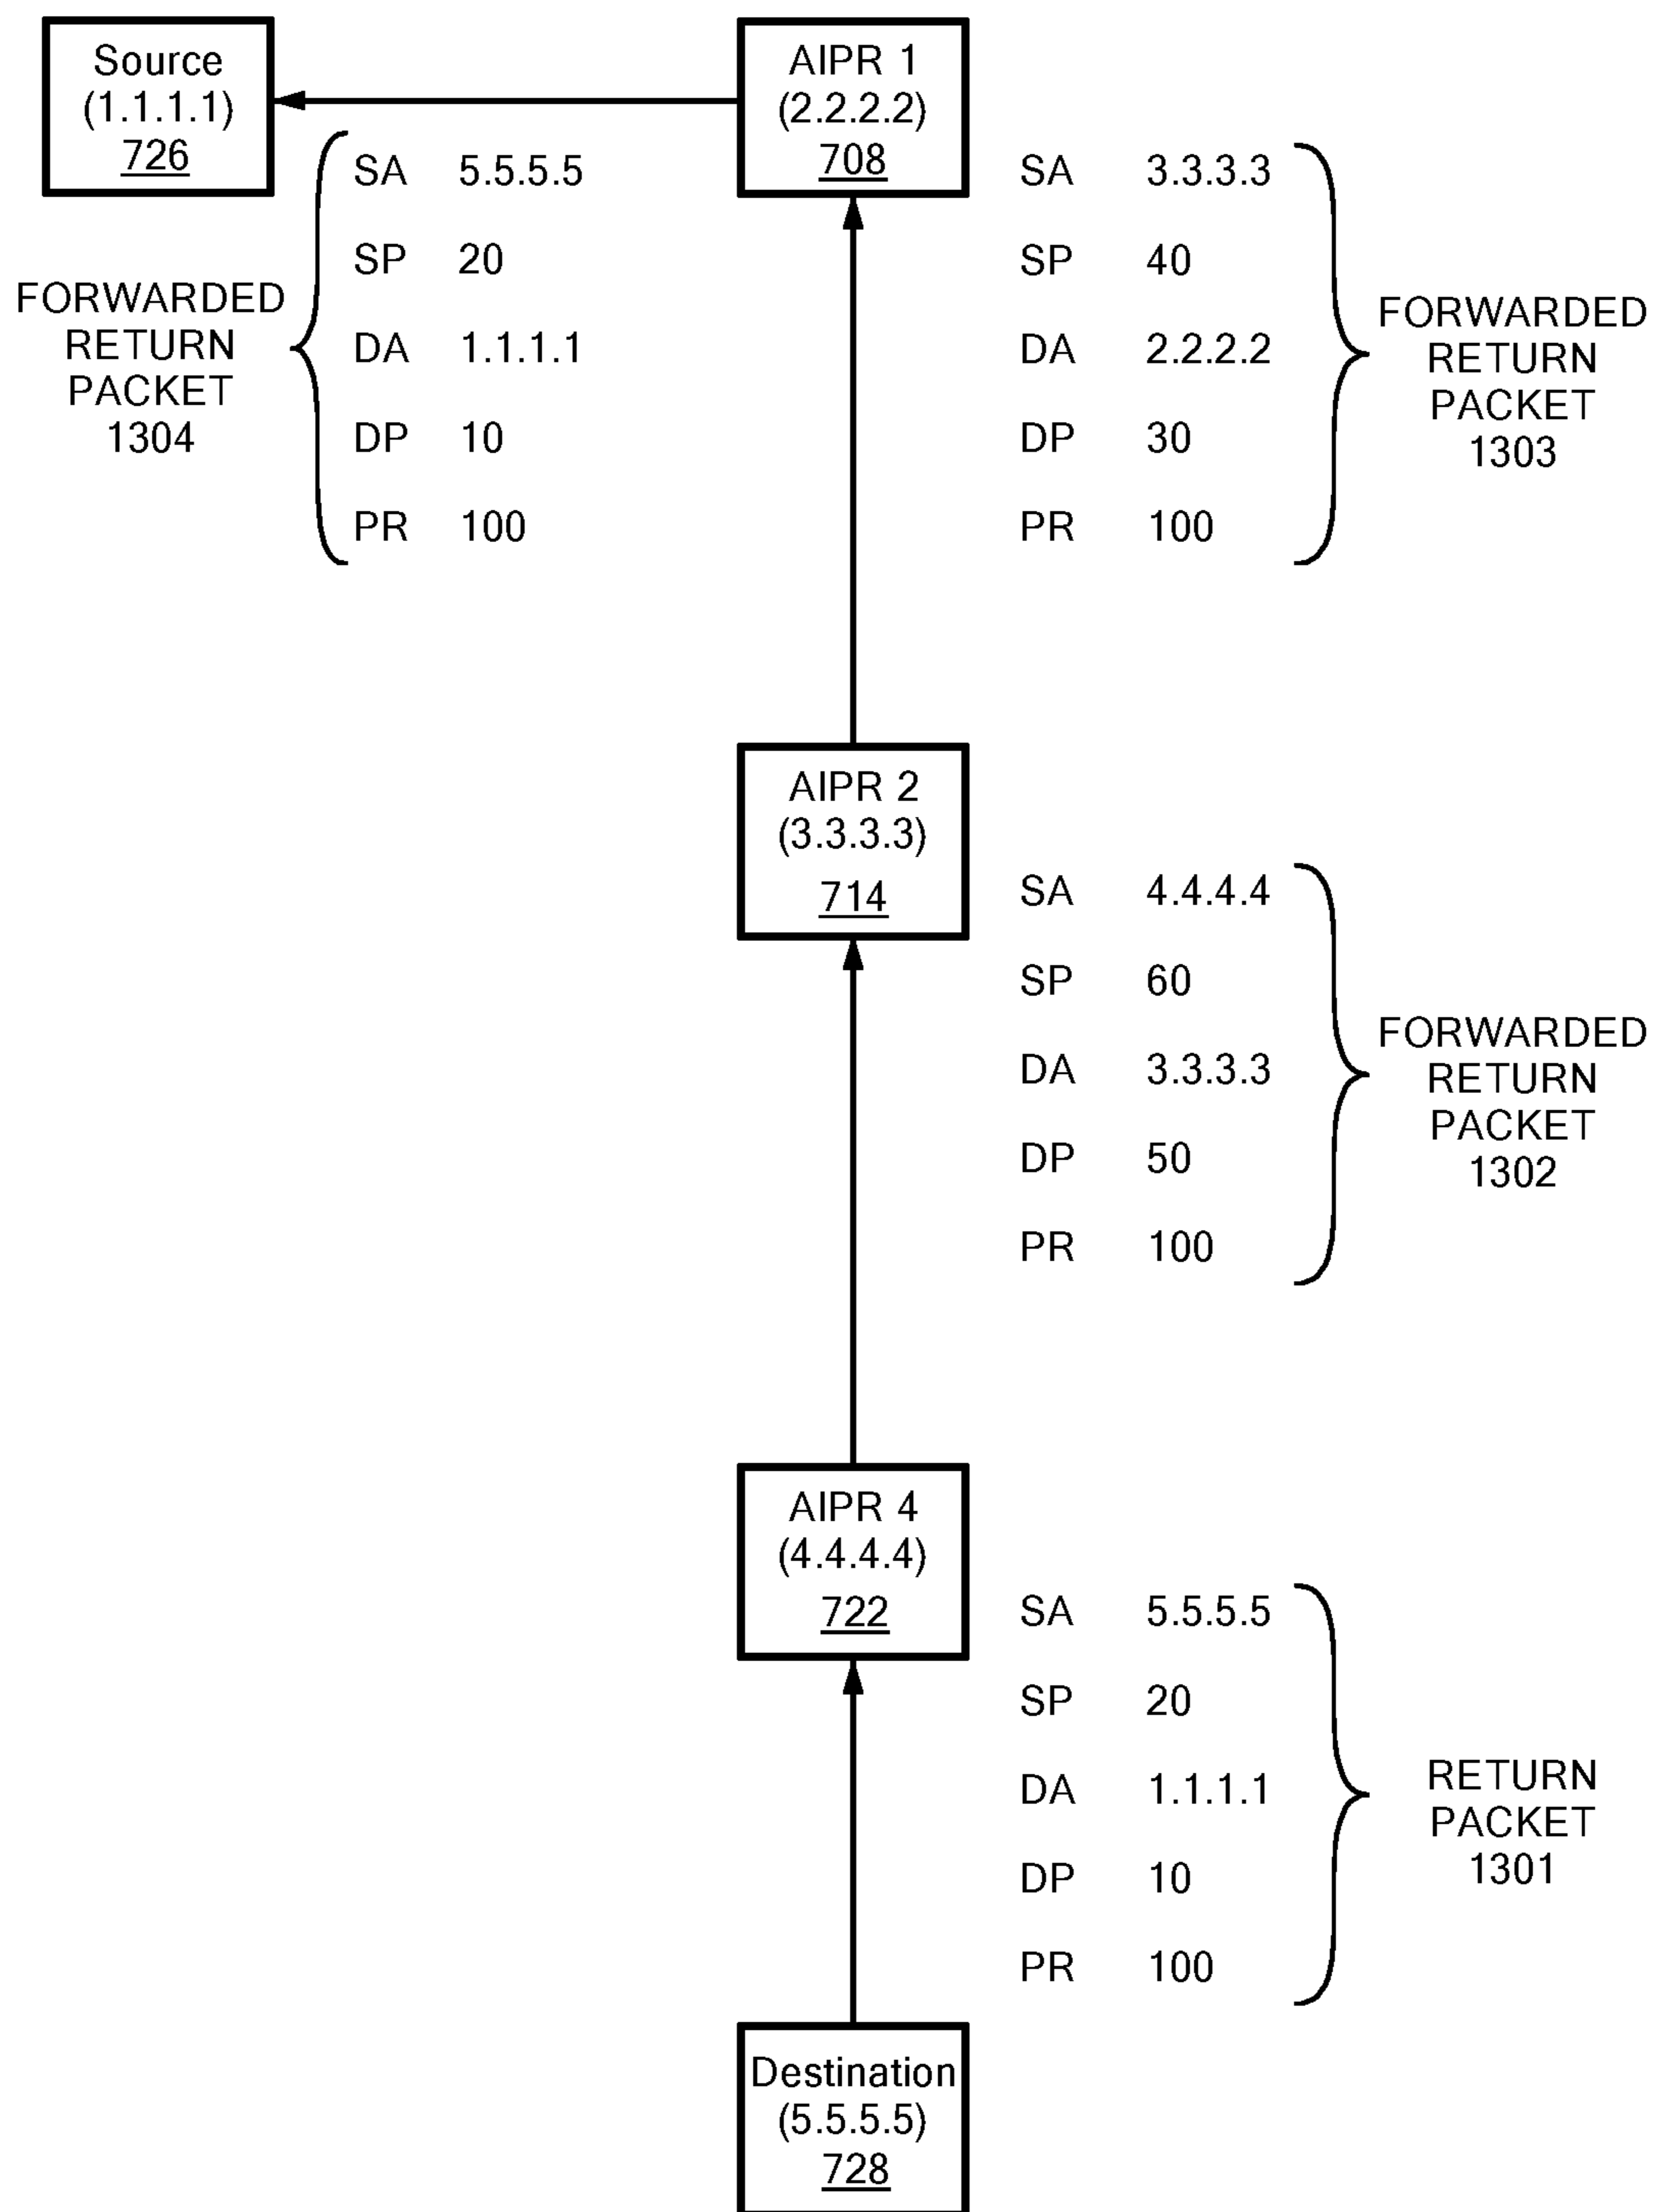 Source
(1.1.1.1)
726
AIPR 1
(2.2.2.2)
708
FORWARDED
RETURN
PACKET
1304
SA 5.5.5.5
SP 20
DA 1.1.1.1
DP 10
PR 100
SA 3.3.3.3
SP 40
DA 2.2.2.2
DP 30
PR 100
FORWARDED
RETURN
PACKET
1303
AIPR 2
(3.3.3.3)
714
SA 4.4.4.4
SP 60
DA 3.3.3.3
DP 50
PR 100
FORWARDED
RETURN
PACKET
1302
AIPR 4
(4.4.4.4)
722
SA 5.5.5.5
SP 20
DA 1.1.1.1
DP 10
PR 100
RETURN
PACKET
1301
Destination
(5.5.5.5)
728